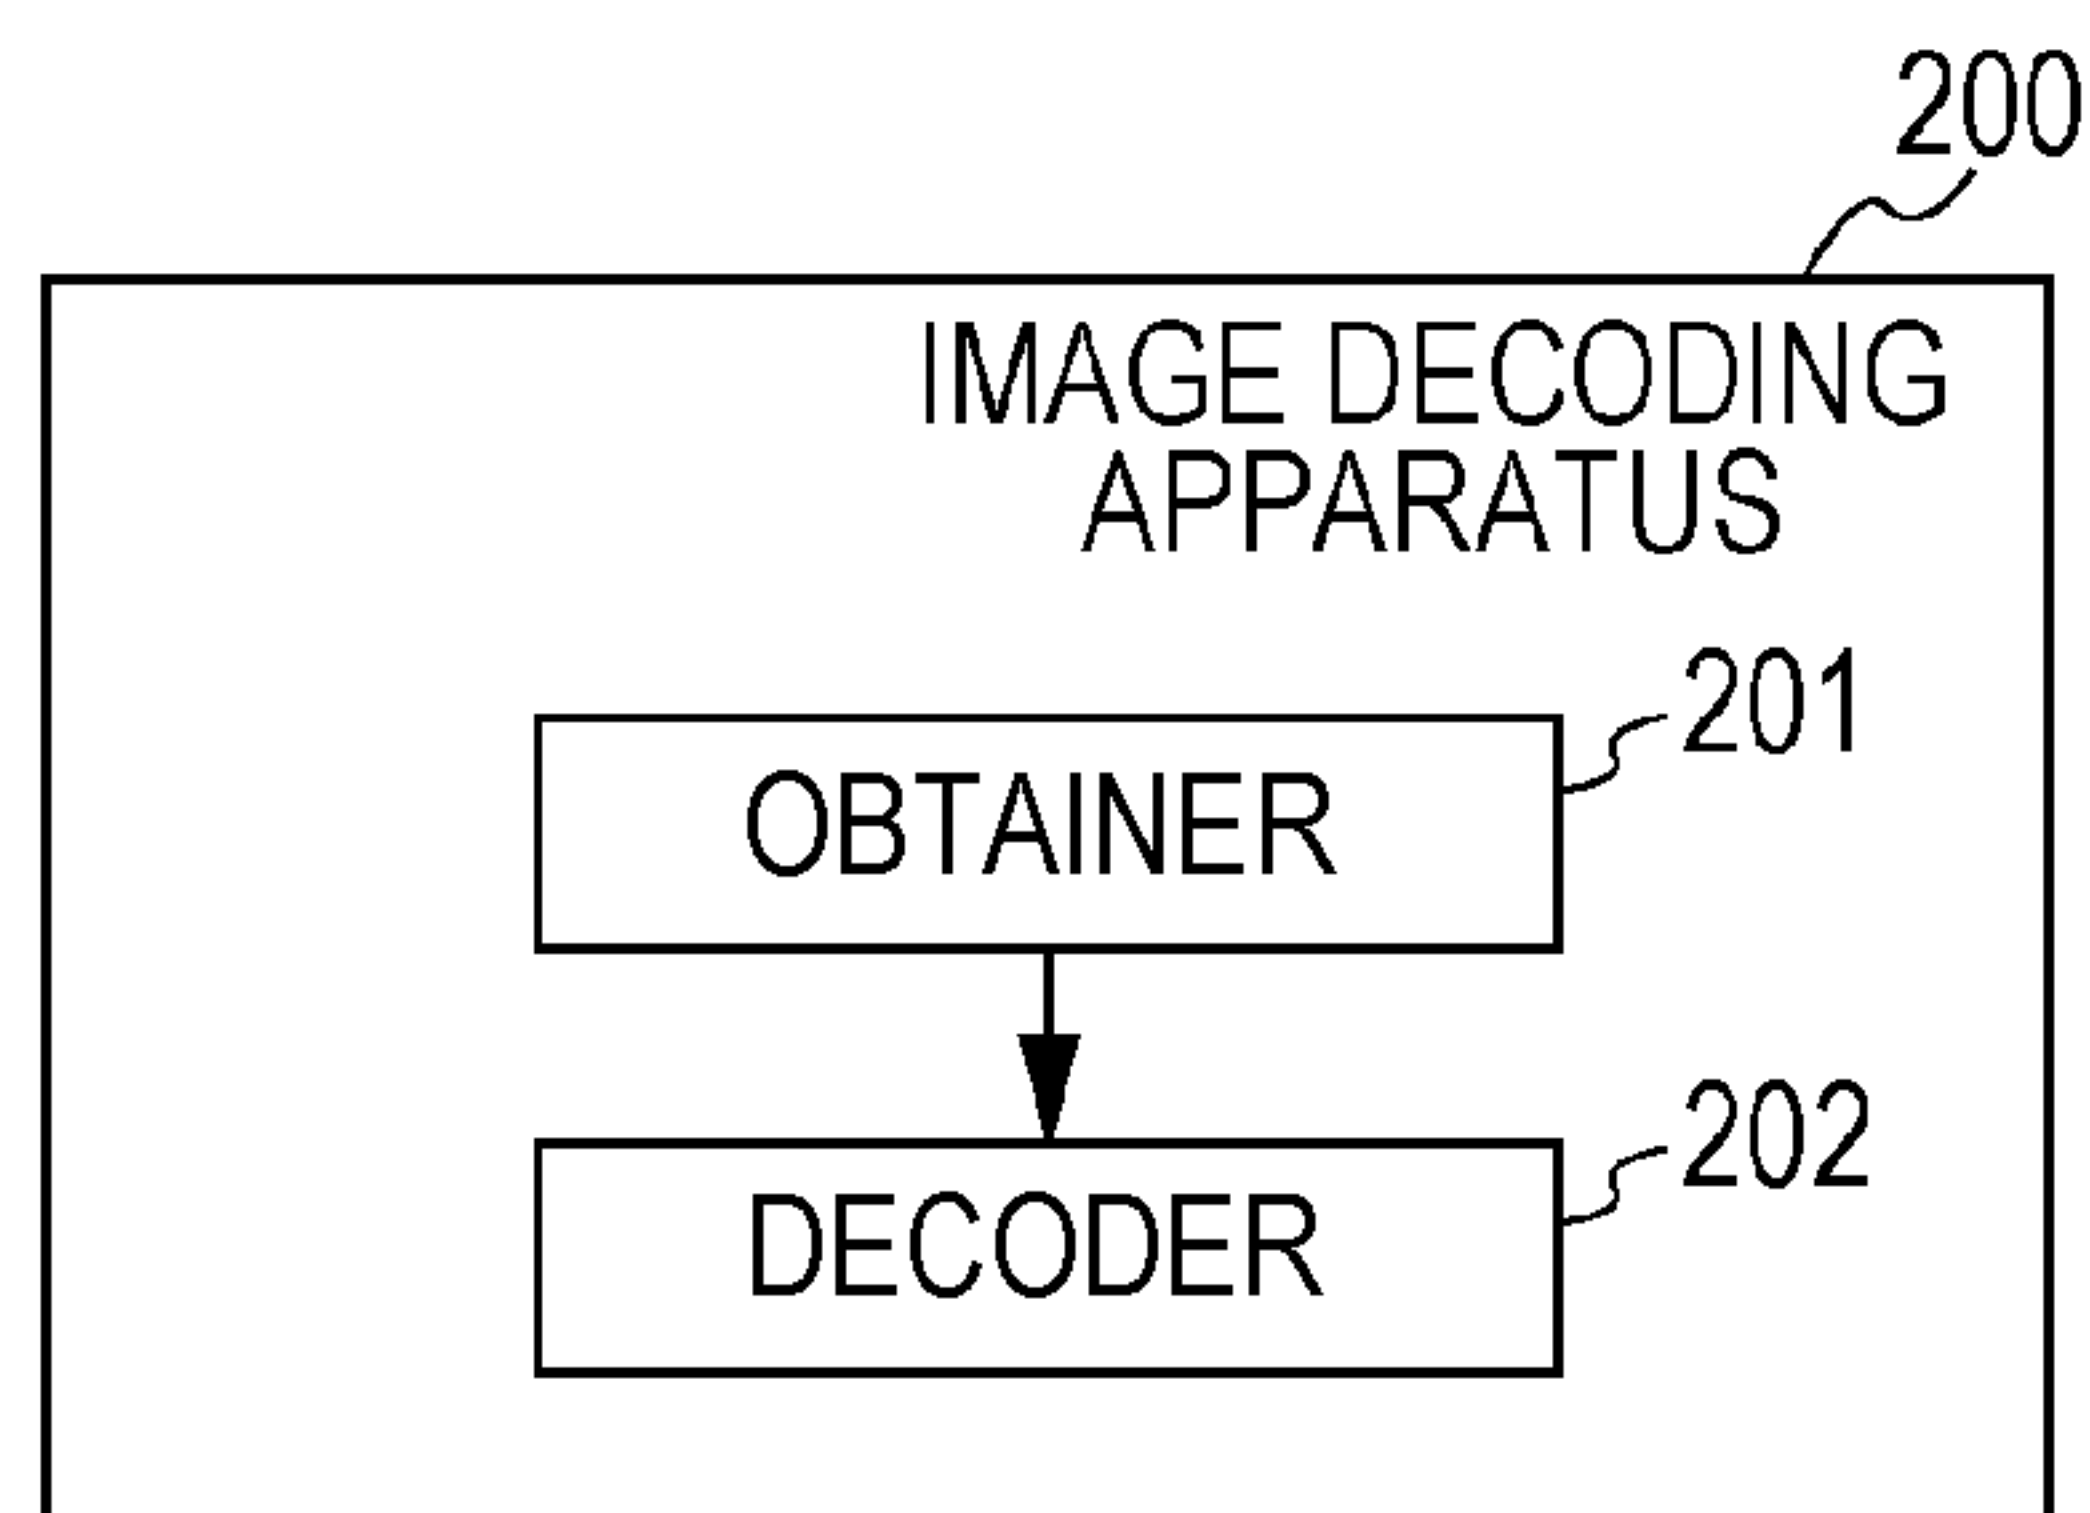 200
IMAGE DECODING
APPARATUS
201
OBTAINER
202
DECODER